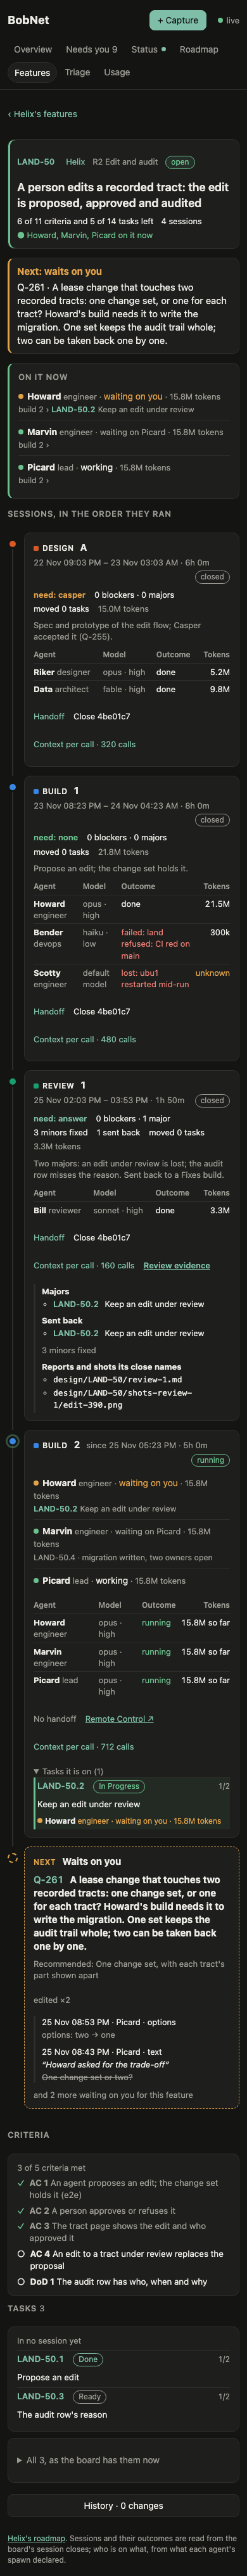 BobNet
+ Capture
live
Overview
Needs you 9
Status
Roadmap
Features
Triage
Usage
‹ Helix's features
LAND-50 Helix R2 Edit and audit open
A person edits a recorded tract: the edit
is proposed, approved and audited
6 of 11 criteria and 5 of 14 tasks left 4 sessions
Howard, Marvin, Picard on it now
Next: waits on you
Q-261 · A lease change that touches two
recorded tracts: one change set, or one for each
tract? Howard's build needs it to write the
migration. One set keeps the audit trail whole;
two can be taken back one by one.
ON IT NOW
Howard engineer · waiting on you · 15.8M tokens
build 2 › LAND-50.2 Keep an edit under review
Marvin engineer · waiting on Picard · 15.8M tokens
build 2 ›
Picard lead · working · 15.8M tokens
build 2 ›
SESSIONS, IN THE ORDER THEY RAN
DESIGN A
22 Nov 09:03 PM – 23 Nov 03:03 AM · 6h 0m
closed
need: casper 0 blockers · 0 majors
moved 0 tasks 15.0M tokens
Spec and prototype of the edit flow; Casper
accepted it (Q-255).
Agent Model Outcome Tokens
Riker designer opus · high done 5.2M
Data architect fable · high done 9.8M
Handoff Close 4be01c7
Context per call · 320 calls
BUILD 1
23 Nov 08:23 PM – 24 Nov 04:23 AM · 8h 0m
closed
need: none 0 blockers · 0 majors
moved 0 tasks 21.8M tokens
Propose an edit; the change set holds it.
Agent Model Outcome Tokens
Howard engineer opus · high done 21.5M
Bender devops haiku · low failed: land refused: CI red on main 300k
Scotty engineer default model lost: ubu1 restarted mid-run unknown
Handoff Close 4be01c7
Context per call · 480 calls
REVIEW 1
25 Nov 02:03 PM – 03:53 PM · 1h 50m closed
need: answer 0 blockers · 1 major
3 minors fixed 1 sent back moved 0 tasks
3.3M tokens
Two majors: an edit under review is lost; the audit
row misses the reason. Sent back to a Fixes build.
Agent Model Outcome Tokens
Bill reviewer sonnet · high done 3.3M
Handoff Close 4be01c7
Context per call · 160 calls Review evidence
Majors
LAND-50.2 Keep an edit under review
Sent back
LAND-50.2 Keep an edit under review
3 minors fixed
Reports and shots its close names
design/LAND-50/review-1.md
design/LAND-50/shots-review-
1/edit-390.png
BUILD 2 since 25 Nov 05:23 PM · 5h 0m
running
Howard engineer · waiting on you · 15.8M
tokens
LAND-50.2 Keep an edit under review
Marvin engineer · waiting on Picard · 15.8M
tokens
LAND-50.4 · migration written, two owners open
Picard lead · working · 15.8M tokens
Agent Model Outcome Tokens
Howard engineer opus · high running 15.8M so far
Marvin engineer opus · high running 15.8M so far
Picard lead opus · high running 15.8M so far
No handoff Remote Control ↗
Context per call · 712 calls
▼ Tasks it is on (1)
LAND-50.2 In Progress 1/2
Keep an edit under review
Howard engineer · waiting on you · 15.8M tokens
NEXT Waits on you
Q-261 A lease change that touches two
recorded tracts: one change set, or one
for each tract? Howard's build needs it to
write the migration. One set keeps the
audit trail whole; two can be taken back
one by one.
Recommended: One change set, with each tract's
part shown apart
edited ×2
25 Nov 08:53 PM · Picard · options
options: two → one
25 Nov 08:43 PM · Picard · text
“Howard asked for the trade-off”
One change set or two?
and 2 more waiting on you for this feature
CRITERIA
3 of 5 criteria met
AC 1 An agent proposes an edit; the change set
holds it (e2e)
AC 2 A person approves or refuses it
AC 3 The tract page shows the edit and who
approved it
AC 4 An edit to a tract under review replaces the
proposal
DoD 1 The audit row has who, when and why
TASKS 3
In no session yet
LAND-50.1 Done 1/2
Propose an edit
LAND-50.3 Ready 1/2
The audit row's reason
▶ All 3, as the board has them now
History · 0 changes
Helix's roadmap. Sessions and their outcomes are read from the
board's session closes; who is on it, from what each agent's
spawn declared.